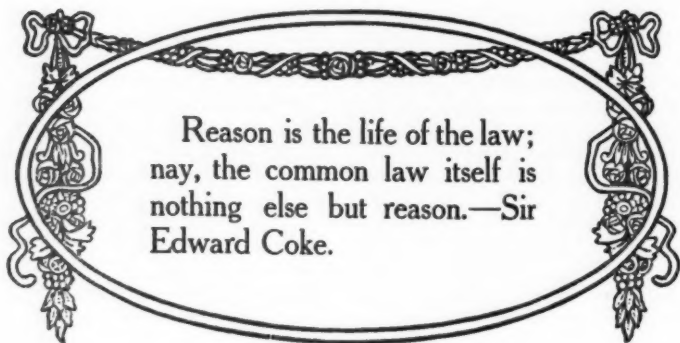 Reason is the life of the law;
nay, the common law itself is
nothing else but reason.—Sir
Edward Coke.